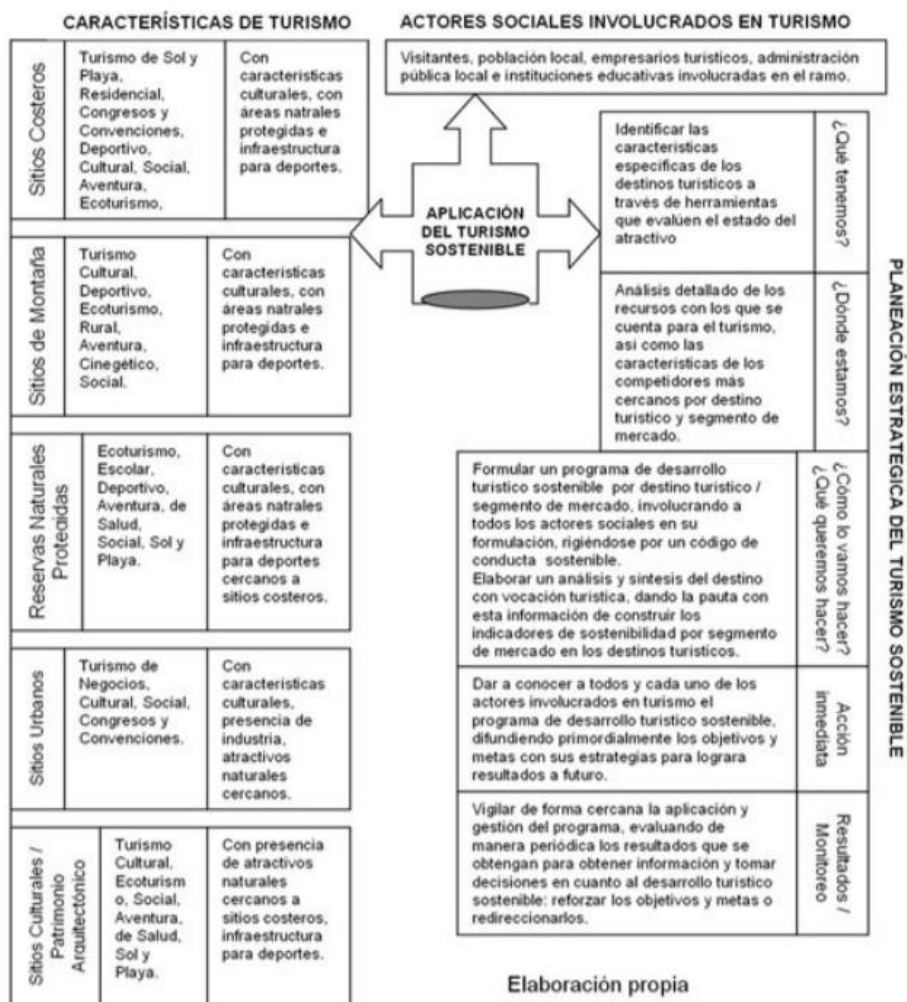 CARACTERÍSTICAS DE TURISMO
Sitios Costeros
Turismo de Sol y
Playa,
Residencial,
Congresos y
Convenciones,
Deportivo,
Cultural, Social,
Aventura,
Ecoturismo,
Con
características
culturales, con
áreas natrales
protegidas e
infraestructura
para deportes.
Sitios de Montaña
Turismo
Cultural,
Deportivo,
Ecoturismo,
Rural,
Aventura,
Cinegético,
Social.
Con
características
culturales, con
áreas natrales
protegidas e
infraestructura
para deportes.
Reservas Naturales
Protegidas
Ecoturismo,
Escolar,
Deportivo,
Aventura, de
Salud,
Social, Sol y
Playa.
Con
características
culturales, con
áreas natrales
protegidas e
infraestructura
para deportes
cercanos a
sitios costeros.
Sitios Urbanos
Turismo de
Negocios,
Cultural, Social,
Congresos y
Convenciones.
Con
características
culturales,
presencia de
industria,
atractivos
naturales
cercanos.
Sitios Culturales /
Patrimonio
Arquitectónico
Turismo
Cultural,
Ecoturism
o, Social,
Aventura,
de Salud,
Sol y
Playa.
Con presencia
de atractivos
naturales
cercanos a
sitios costeros,
infraestructura
para deportes.
APLICACIÓN
DEL TURISMO
SOSTENIBLE
ACTORES SOCIALES INVOLUCRADOS EN TURISMO
Visitantes, población local, empresarios turísticos, administración
pública local e instituciones educativas involucradas en el ramo.
Identificar las
características
específicas de los
destinos turísticos a
través de herramientas
que evalúen el estado del
atractivo
¿Qué tenemos?
Análisis detallado de los
recursos con los que se
cuenta para el turismo,
así como las
características de los
competidores más
cercanos por destino
turístico y segmento de
mercado.
¿Dónde estamos?
Formular un programa de desarrollo
turístico sostenible por destino turístico /
segmento de mercado, involucrando a
todos los actores sociales en su
formulación, rigiéndose por un código de
conducta sostenible.
Elaborar un análisis y síntesis del destino
con vocación turística, dando la pauta con
esta información de construir los
indicadores de sostenibilidad por segmento
de mercado en los destinos turísticos.
¿Cómo lo vamos hacer?
¿Qué queremos hacer?
Dar a conocer a todos y cada uno de los
actores involucrados en turismo el
programa de desarrollo turístico sostenible,
difundiendo primordialmente los objetivos y
metas con sus estrategias para lograra
resultados a futuro.
Acción
inmediata
Vigilar de forma cercana la aplicación y
gestión del programa, evaluando de
manera periódica los resultados que se
obtengan para obtener información y tomar
decisiones en cuanto al desarrollo turístico
sostenible: reforzar los objetivos y metas o
redireccionarlos.
Resultados /
Monitoreo
PLANEACIÓN ESTRATEGICA DEL TURISMO SOSTENIBLE
Elaboración propia